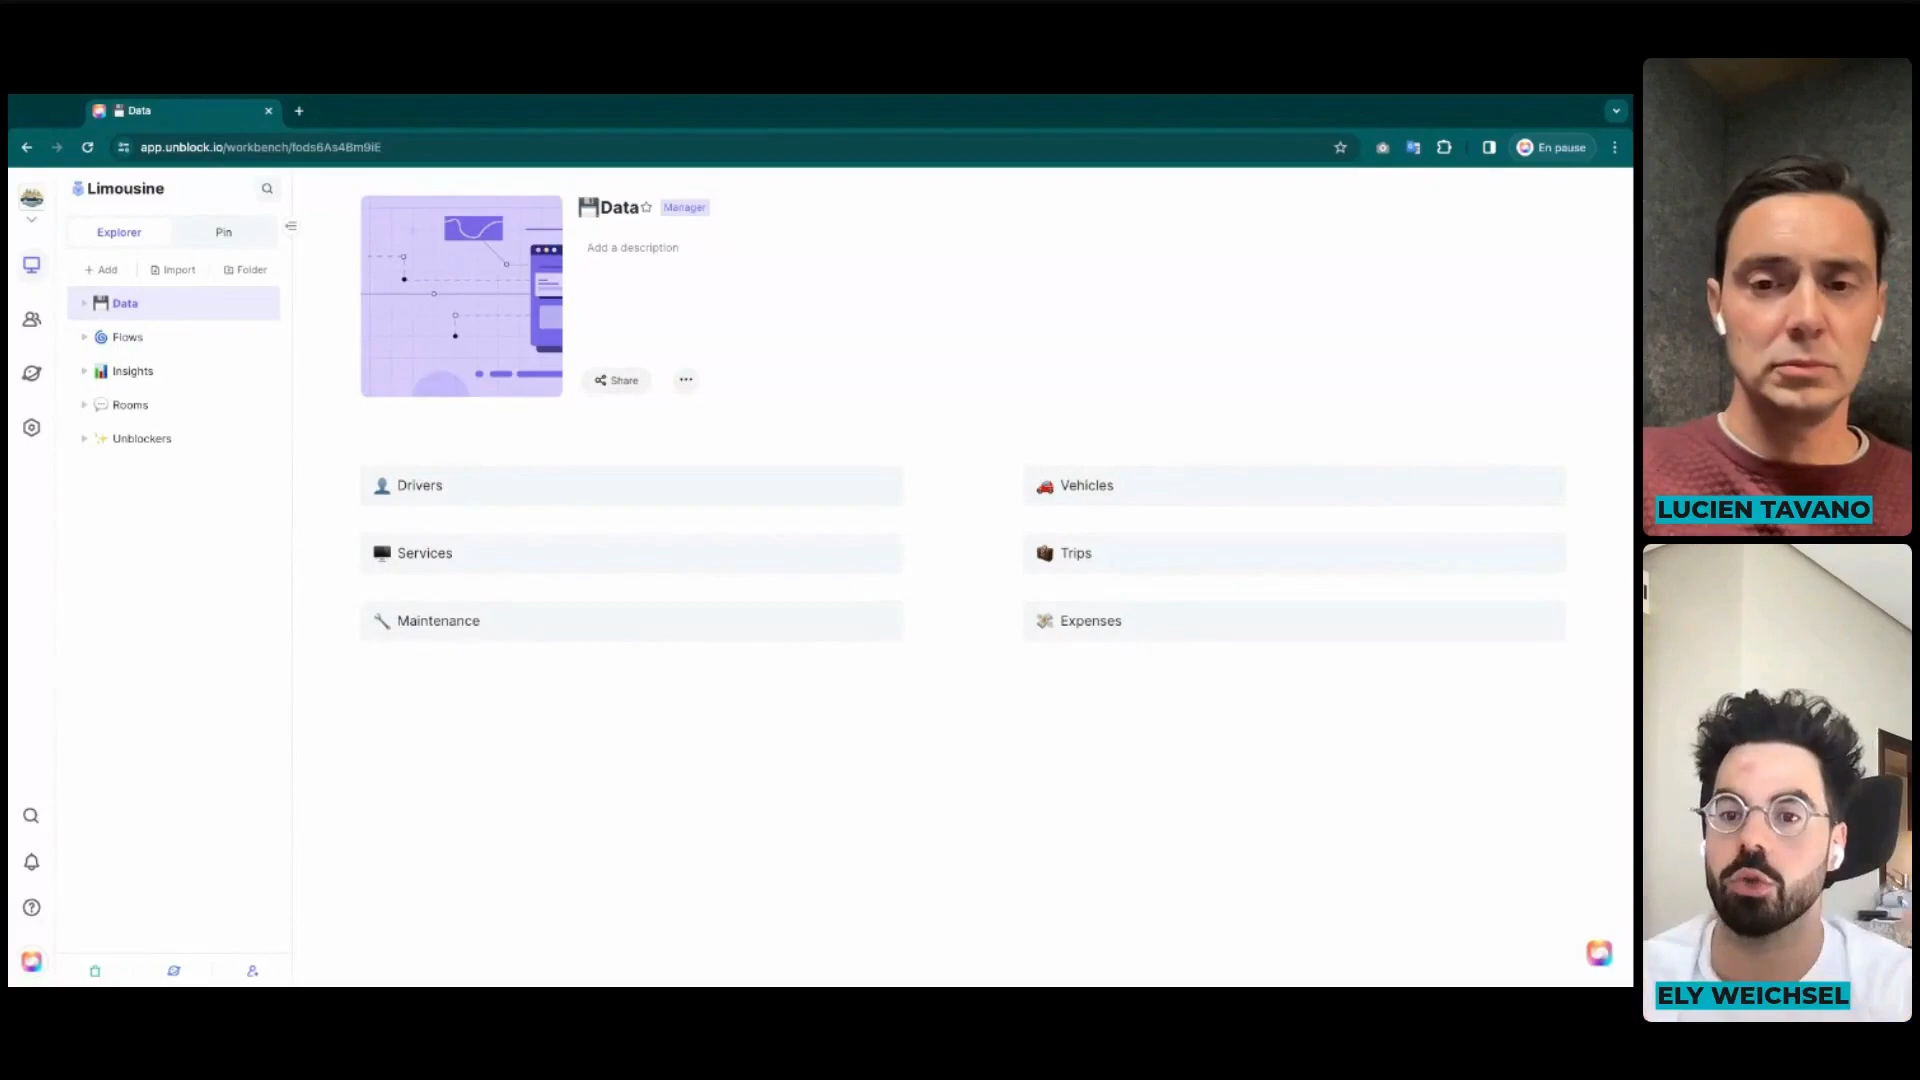 Data
app.unblock.io/workbench/fods6As4Bm9iE
En pause
Limousine
Explorer
Pin
Add
Import
Folder
Data
Flows
Insights
Rooms
Unblockers
Data
Manager
Add a description
Share
Drivers
Vehicles
Services
Trips
Maintenance
Expenses
LUCIEN TAVANO
ELY WEICHSEL